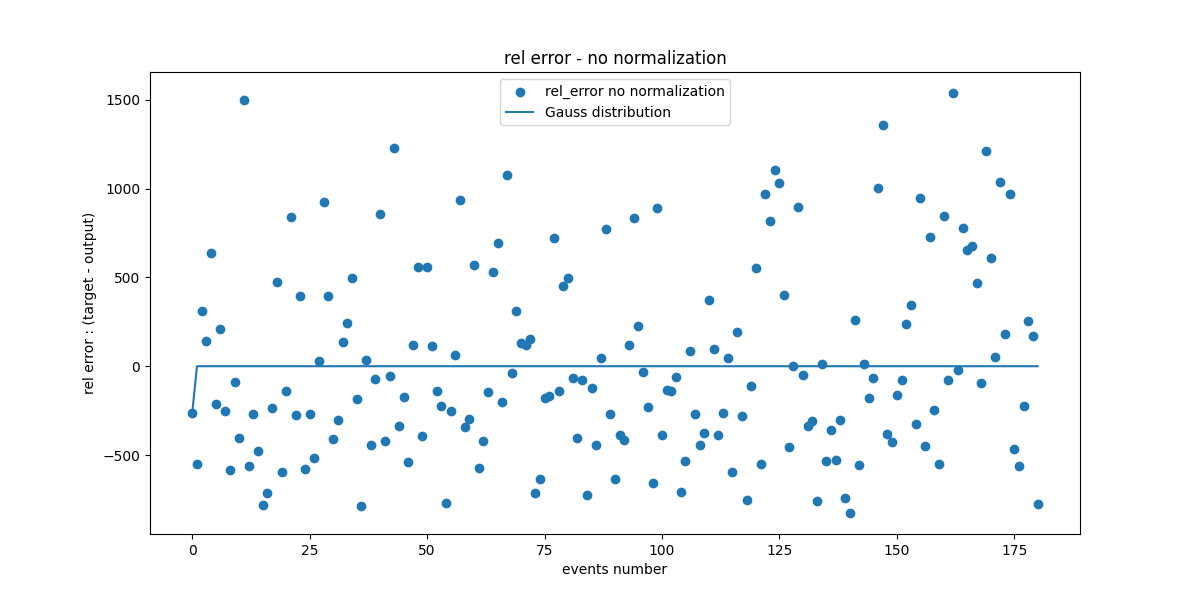 rel error - no normalization
rel_error no normalization
Gauss distribution
1500
1000
500
0
−500
rel error : (target - output)
0 25 50 75 100 125 150 175
events number